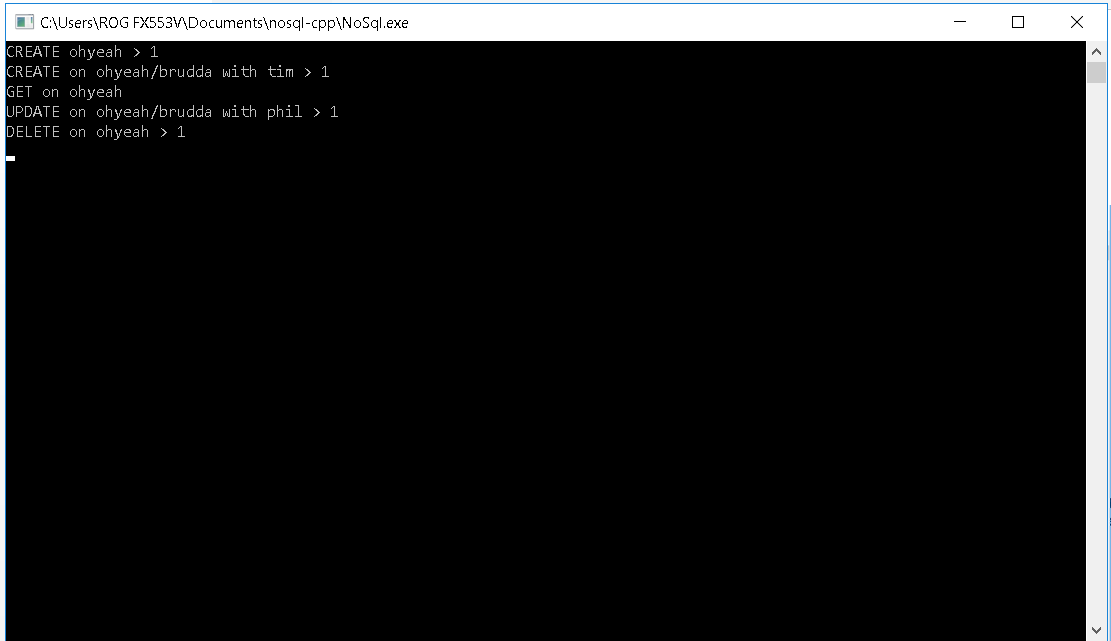 C:\Users\ROG FX553V\Documents\nosql-cpp\NoSql.exe
CREATE ohyeah > 1
CREATE on ohyeah/brudda with tim > 1
GET on ohyeah
UPDATE on ohyeah/brudda with phil > 1
DELETE on ohyeah > 1